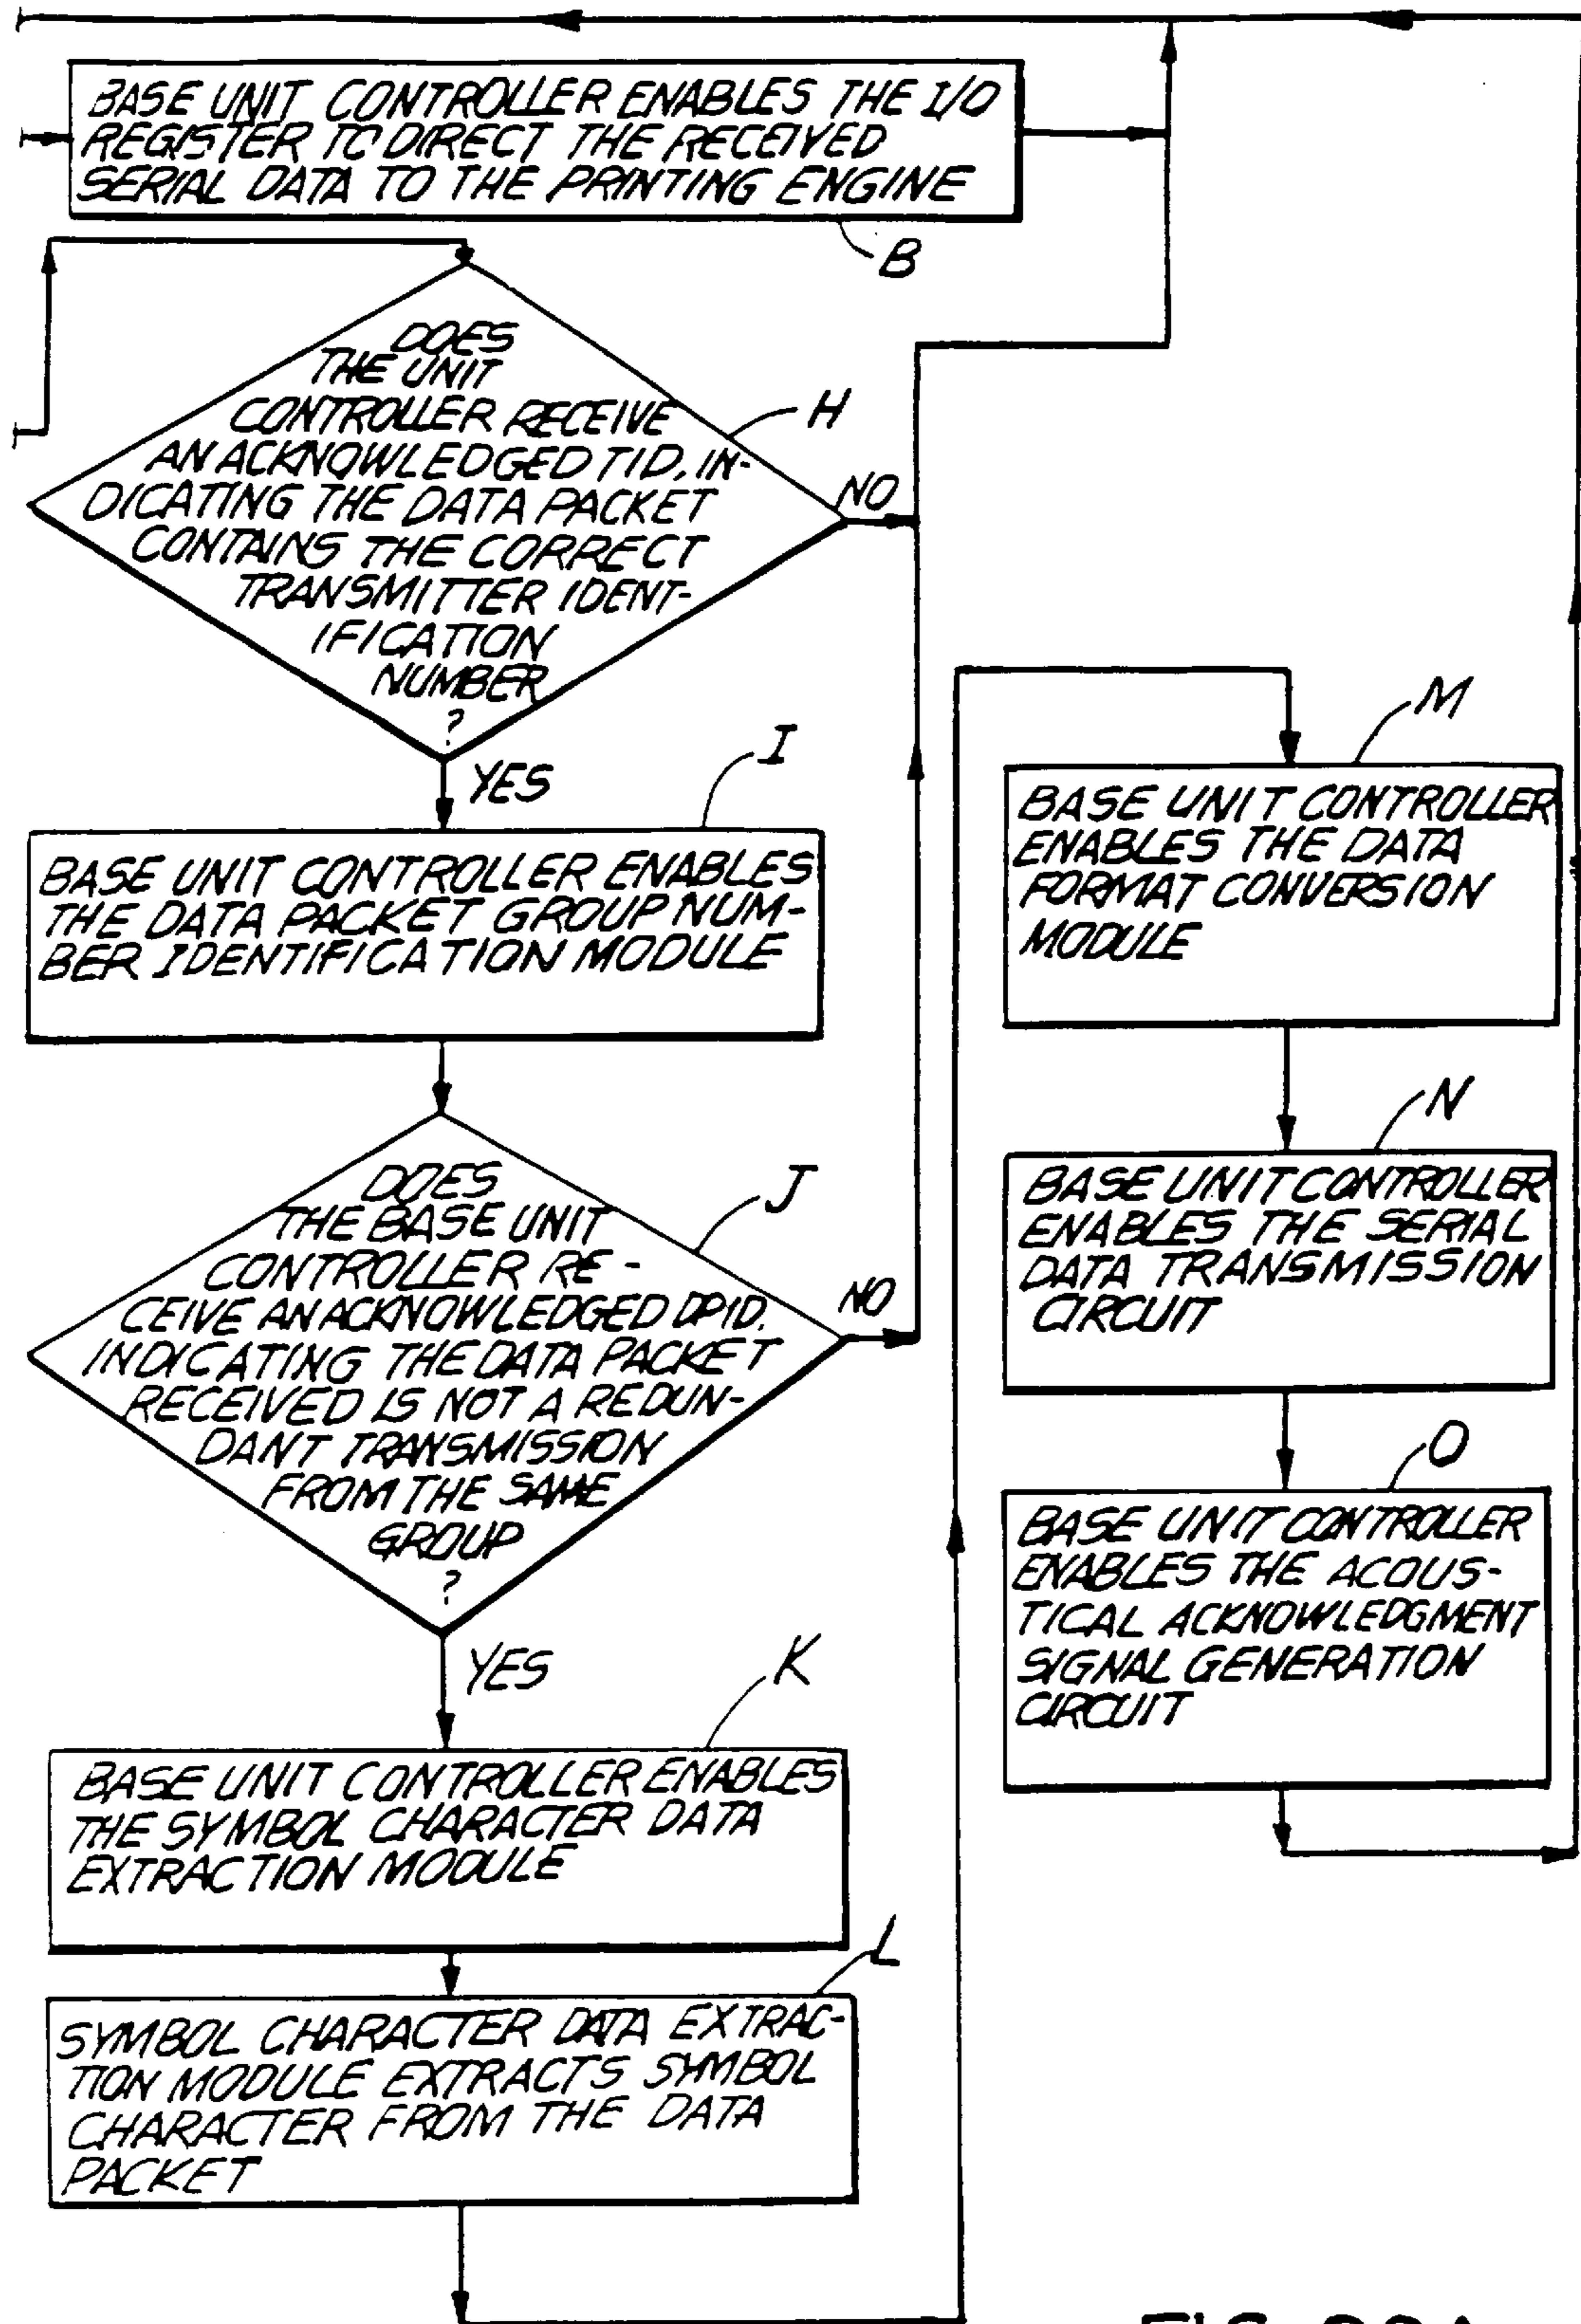 BASE UNIT CONTROLLER ENABLES THE I/O
REGISTER TO DIRECT THE RECEIVED
SERIAL DATA TO THE PRINTING ENGINE
B
DOES
THE UNIT
CONTROLLER RECEIVE
AN ACKNOWLEDGED TID, IN-
DICATING THE DATA PACKET
CONTAINS THE CORRECT
TRANSMITTER IDENT-
IFICATION
NUMBER
?
H
NO
YES
I
BASE UNIT CONTROLLER ENABLES
THE DATA PACKET GROUP NUM-
BER IDENTIFICATION MODULE
DOES
THE BASE UNIT
CONTROLLER RE-
CEIVE AN ACKNOWLEDGED DPID,
INDICATING THE DATA PACKET
RECEIVED IS NOT A REDUN-
DANT TRANSMISSION
FROM THE SAME
GROUP
?
J
NO
YES
K
BASE UNIT CONTROLLER ENABLES
THE SYMBOL CHARACTER DATA
EXTRACTION MODULE
L
SYMBOL CHARACTER DATA EXTRAC-
TION MODULE EXTRACTS SYMBOL
CHARACTER FROM THE DATA
PACKET
M
BASE UNIT CONTROLLER
ENABLES THE DATA
FORMAT CONVERSION
MODULE
N
BASE UNIT CONTROLLER
ENABLES THE SERIAL
DATA TRANSMISSION
CIRCUIT
O
BASE UNIT CONTROLLER
ENABLES THE ACOUS-
TICAL ACKNOWLEDGMENT
SIGNAL GENERATION
CIRCUIT